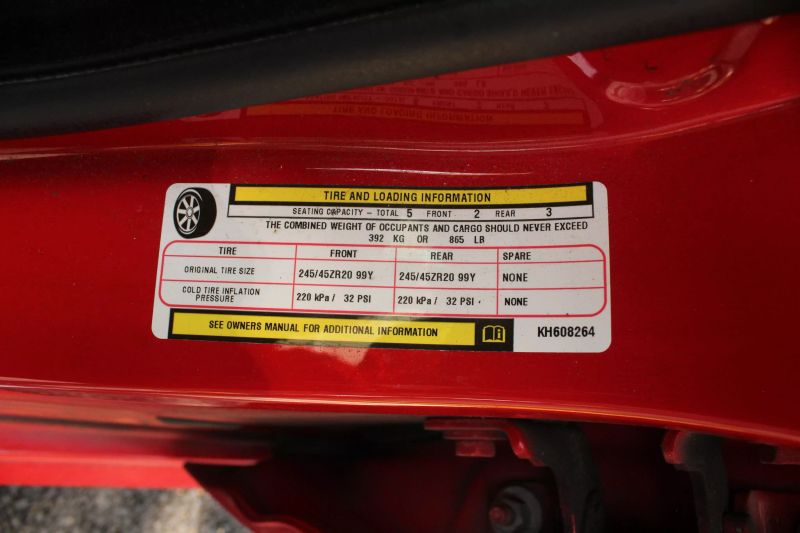 TIRE AND LOADING INFORMATION
SEATING CAPACITY - TOTAL 5 FRONT 2 REAR 3
THE COMBINED WEIGHT OF OCCUPANTS AND CARGO SHOULD NEVER EXCEED
392 KG OR 865 LB
TIRE FRONT REAR SPARE
ORIGINAL TIRE SIZE 245/45ZR20 99Y 245/45ZR20 99Y NONE
COLD TIRE INFLATION PRESSURE 220 kPa / 32 PSI 220 kPa / 32 PSI NONE
SEE OWNERS MANUAL FOR ADDITIONAL INFORMATION KH608264